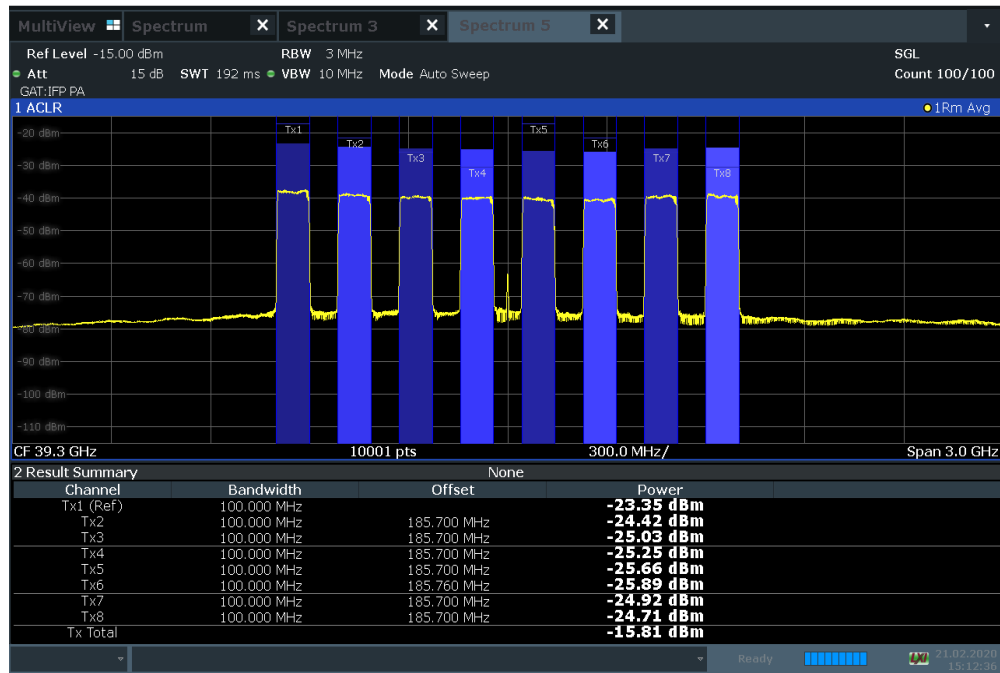 MultiView Spectrum X Spectrum 3 X Spectrum 5 X
Ref Level -15.00 dBm RBW 3 MHz SGL
Att 15 dB SWT 192 ms VBW 10 MHz Mode Auto Sweep Count 100/100
GAT:IFP PA
1 ACLR 1Rm Avg
Tx1 Tx5
-20 dBm
Tx2 Tx6
Tx3 Tx7
-30 dBm
Tx4 Tx8
-40 dBm
-50 dBm
-60 dBm
-70 dBm
-80 dBm
-90 dBm
-100 dBm
-110 dBm
CF 39.3 GHz 10001 pts 300.0 MHz/ Span 3.0 GHz
2 Result Summary None
Channel Bandwidth Offset Power
Tx1 (Ref) 100.000 MHz -23.35 dBm
Tx2 100.000 MHz 185.700 MHz -24.42 dBm
Tx3 100.000 MHz 185.700 MHz -25.03 dBm
Tx4 100.000 MHz 185.700 MHz -25.25 dBm
Tx5 100.000 MHz 185.700 MHz -25.66 dBm
Tx6 100.000 MHz 185.760 MHz -25.89 dBm
Tx7 100.000 MHz 185.700 MHz -24.92 dBm
Tx8 100.000 MHz 185.700 MHz -24.71 dBm
Tx Total -15.81 dBm
Ready LXI 21.02.2020
15:12:36